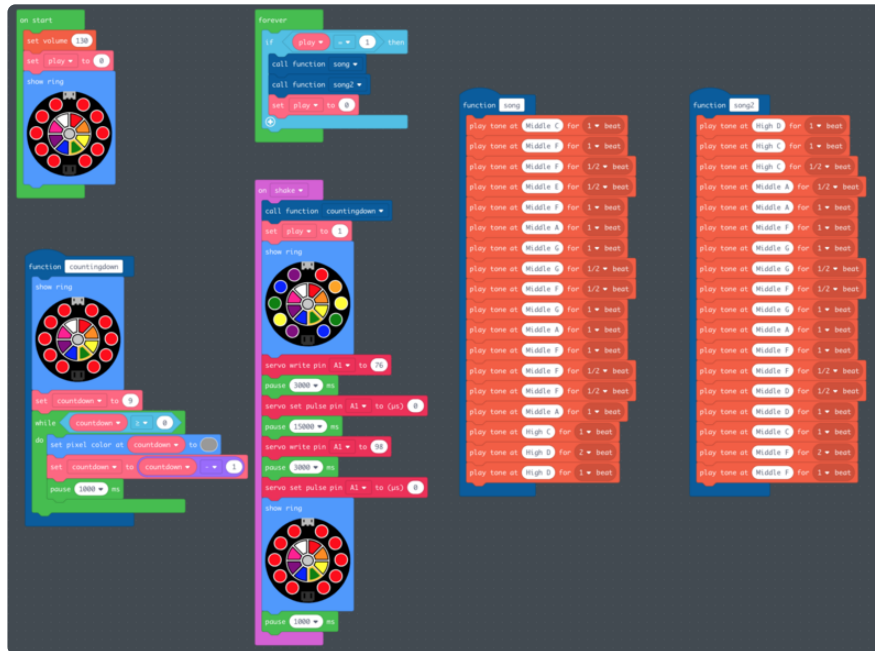 on start
set volume 130
set play to 0
show ring
forever
if play = 1 then
call function song
call function song2
set play to 0
on shake
call function countingdown
set play to 1
show ring
servo write pin A1 to 76
pause 3000 ms
servo set pulse pin A1 to (µs) 0
pause 15000 ms
servo write pin A1 to 98
pause 3000 ms
servo set pulse pin A1 to (µs) 0
show ring
pause 1000 ms
function countingdown
show ring
set countdown to 9
while countdown ≥ 0
do set pixel color at countdown to
set countdown to countdown - 1
pause 1000 ms
function song
play tone at Middle C for 1 beat
play tone at Middle F for 1 beat
play tone at Middle F for 1/2 beat
play tone at Middle E for 1/2 beat
play tone at Middle F for 1 beat
play tone at Middle A for 1 beat
play tone at Middle G for 1 beat
play tone at Middle G for 1/2 beat
play tone at Middle F for 1/2 beat
play tone at Middle G for 1 beat
play tone at Middle A for 1 beat
play tone at Middle F for 1 beat
play tone at Middle F for 1/2 beat
play tone at Middle F for 1/2 beat
play tone at Middle A for 1 beat
play tone at High C for 1 beat
play tone at High D for 2 beat
play tone at High D for 1 beat
function song2
play tone at High D for 1 beat
play tone at High C for 1 beat
play tone at High C for 1/2 beat
play tone at Middle A for 1/2 beat
play tone at Middle A for 1 beat
play tone at Middle F for 1 beat
play tone at Middle G for 1 beat
play tone at Middle G for 1/2 beat
play tone at Middle F for 1/2 beat
play tone at Middle G for 1 beat
play tone at Middle A for 1 beat
play tone at Middle F for 1 beat
play tone at Middle F for 1/2 beat
play tone at Middle D for 1/2 beat
play tone at Middle D for 1 beat
play tone at Middle C for 1 beat
play tone at Middle F for 2 beat
play tone at Middle F for 1 beat